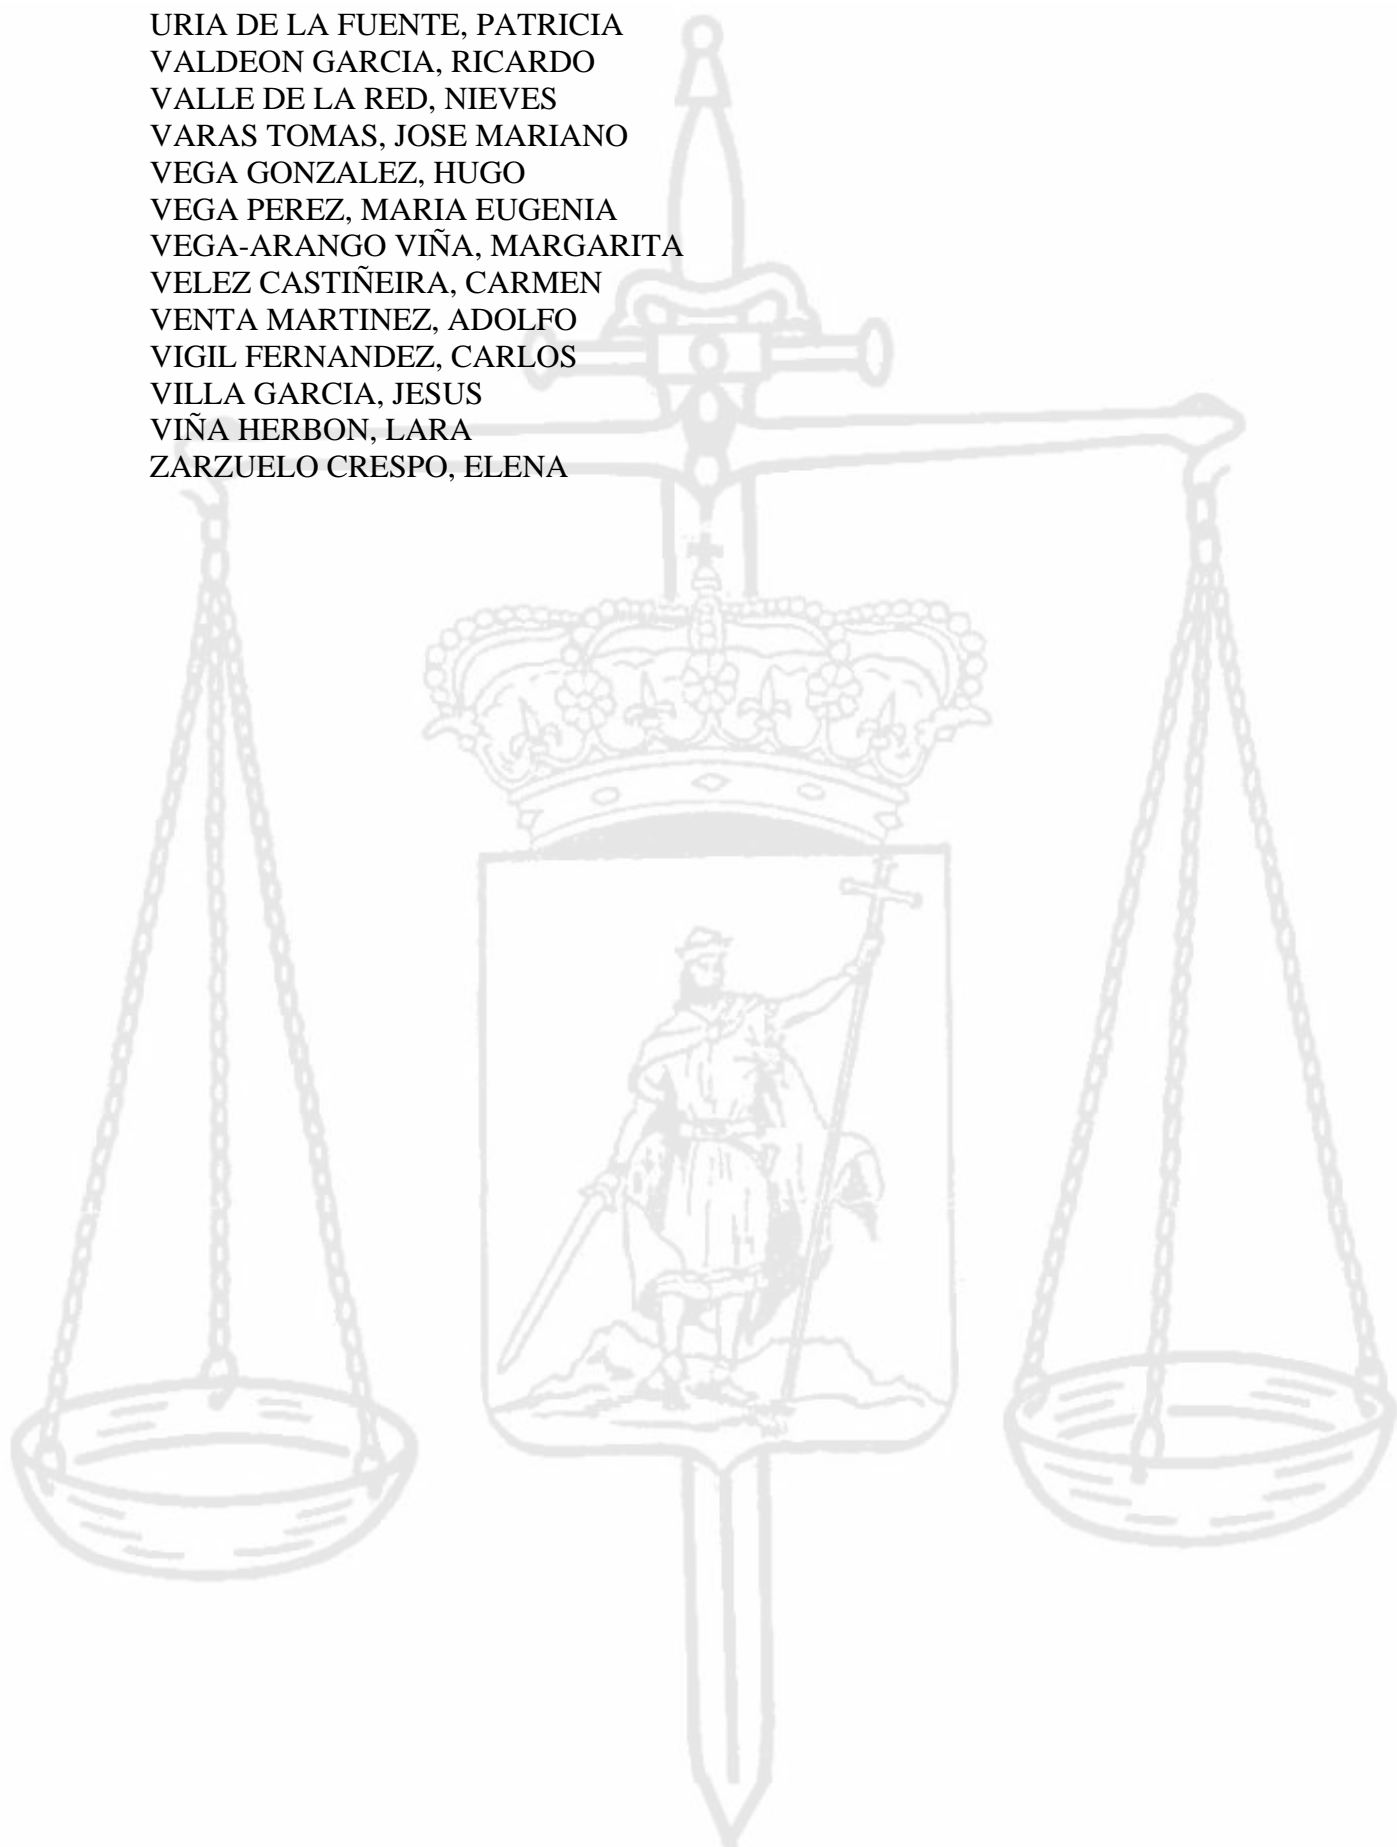 URIA DE LA FUENTE, PATRICIA
VALDEON GARCIA, RICARDO
VALLE DE LA RED, NIEVES
VARAS TOMAS, JOSE MARIANO
VEGA GONZALEZ, HUGO
VEGA PEREZ, MARIA EUGENIA
VEGA-ARANGO VIÑA, MARGARITA
VELEZ CASTIÑEIRA, CARMEN
VENTA MARTINEZ, ADOLFO
VIGIL FERNANDEZ, CARLOS
VILLA GARCIA, JESUS
VIÑA HERBON, LARA
ZARZUELO CRESPO, ELENA